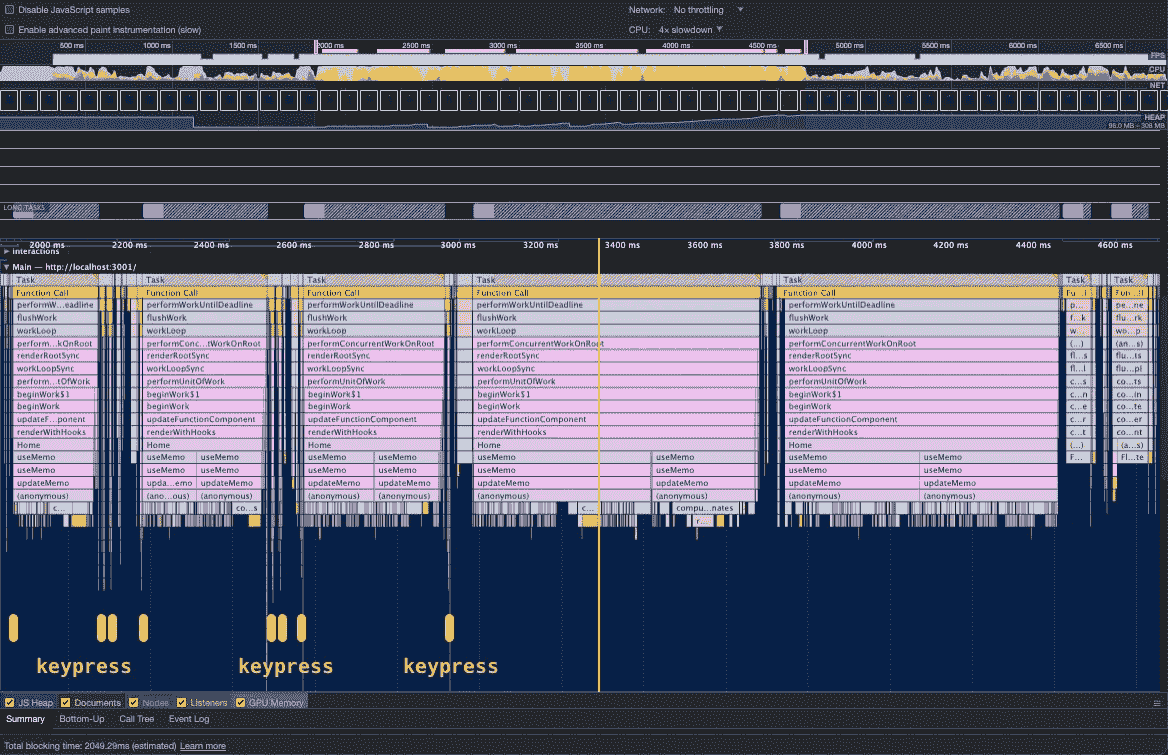 Disable JavaScript samples
Network: No throttling
Enable advanced paint instrumentation (slow)
CPU: 4x slowdown
500 ms 1000 ms 1500 ms 2000 ms 2500 ms 3000 ms 3500 ms 4000 ms 4500 ms 5000 ms 5500 ms 6000 ms 6500 ms
FPS
CPU
NET
HEAP
LONG TASKS
2000 ms 2200 ms 2400 ms 2600 ms 2800 ms 3000 ms 3200 ms 3400 ms 3600 ms 3800 ms 4000 ms 4200 ms 4400 ms 4600 ms
Interactions
Main — http://localhost:3001/
Task Task Task Task Task Task Task
Function Call Function Call Function Call Function Call Function Call
performW...eadline performWorkUntilDeadline performWorkUntilDeadline performWorkUntilDeadline performWorkUntilDeadline p... pe...ne
flushWork flushWork flushWork flushWork flushWork flu...rk
workLoop workLoop workLoop workLoop workLoop w... wo...p
perform...kOnRoot performConc...tWorkOnRoot performConcurrentWorkOnRoot performConcurrentWorkOnRoot performConcurrentWorkOnRoot (...) (an...s)
renderRootSync renderRootSync renderRootSync renderRootSync renderRootSync fl...s flu...ts
workLoopSync workLoopSync workLoopSync workLoopSync workLoopSync fl...l flu...pl
perform...tOfWork performUnitOfWork performUnitOfWork performUnitOfWork performUnitOfWork c...s co...ts
beginWork$1 beginWork$1 beginWork$1 beginWork$1 beginWork$1 c...n co...in
beginWork beginWork beginWork beginWork beginWork c...e co...te
updateF...ponent updateFunctionComponent updateFunctionComponent updateFunctionComponent updateFunctionComponent c...r co...er
renderWithHooks renderWithHooks renderWithHooks renderWithHooks renderWithHooks c...t co...nt
Home Home Home Home Home (...) (a...s)
useMemo useMemo useMemo useMemo useMemo useMemo useMemo useMemo useMemo F... Fl...te
useMemo useMemo useMemo useMemo useMemo useMemo useMemo useMemo useMemo
updateMemo upda...emo updateMemo updateMemo updateMemo updateMemo updateMemo updateMemo updateMemo
(anonymous) (ano...ous) (anonymous) (anonymous) (anonymous) (anonymous) (anonymous) (anonymous) (anonymous)
c... co...s c... compu...nates
r...
keypress keypress keypress
JS Heap Documents Nodes Listeners GPU Memory
Summary Bottom-Up Call Tree Event Log
Total blocking time: 2049.29ms (estimated) Learn more